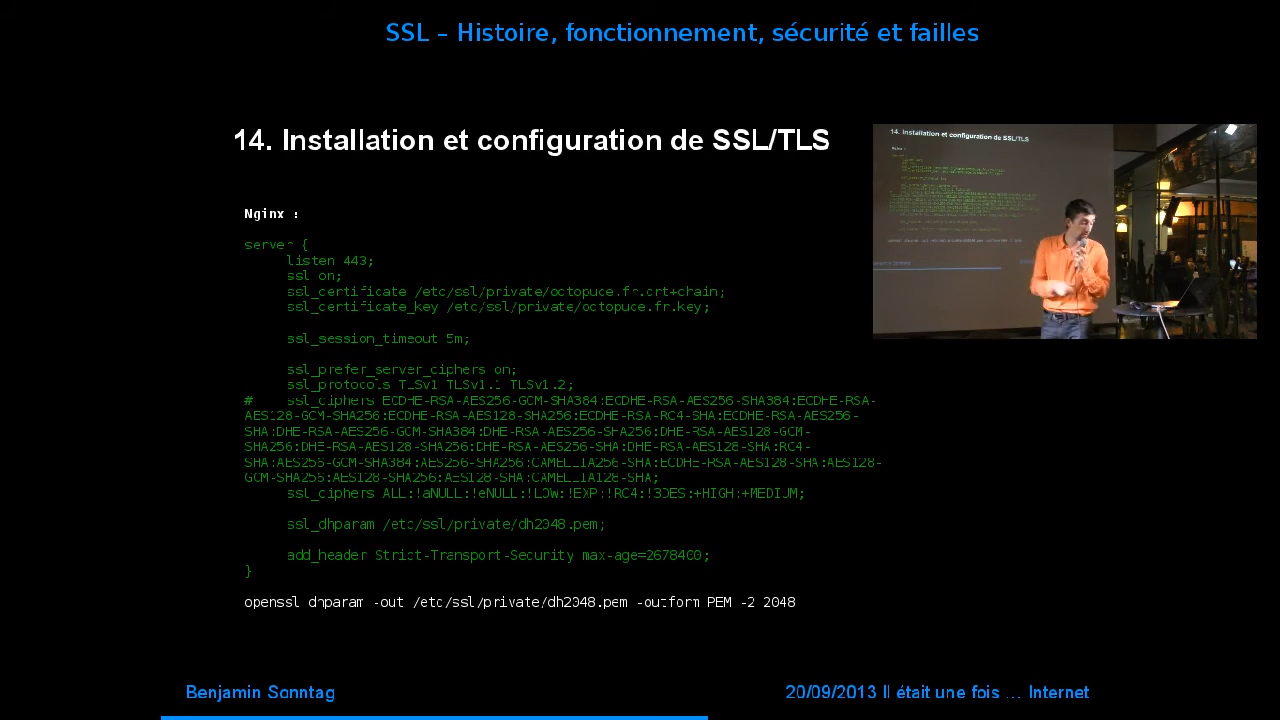 SSL – Histoire, fonctionnement, sécurité et failles
14. Installation et configuration de SSL/TLS
Nginx :
server {
listen 443;
ssl on;
ssl_certificate /etc/ssl/private/octopuce.fr.crt+chain;
ssl_certificate_key /etc/ssl/private/octopuce.fr.key;
ssl_session_timeout 5m;
ssl_prefer_server_ciphers on;
ssl_protocols TLSv1 TLSv1.1 TLSv1.2;
# ssl_ciphers ECDHE-RSA-AES256-GCM-SHA384:ECDHE-RSA-AES256-SHA384:ECDHE-RSA-
AES128-GCM-SHA256:ECDHE-RSA-AES128-SHA256:ECDHE-RSA-RC4-SHA:ECDHE-RSA-AES256-
SHA:DHE-RSA-AES256-GCM-SHA384:DHE-RSA-AES256-SHA256:DHE-RSA-AES128-GCM-
SHA256:DHE-RSA-AES128-SHA256:DHE-RSA-AES256-SHA:DHE-RSA-AES128-SHA:RC4-
SHA:AES256-GCM-SHA384:AES256-SHA256:CAMELLIA256-SHA:ECDHE-RSA-AES128-SHA:AES128-
GCM-SHA256:AES128-SHA256:AES128-SHA:CAMELLIA128-SHA;
ssl_ciphers ALL:!aNULL:!eNULL:!LOW:!EXP:!RC4:!3DES:+HIGH:+MEDIUM;
ssl_dhparam /etc/ssl/private/dh2048.pem;
add_header Strict-Transport-Security max-age=2678400;
}
openssl dhparam -out /etc/ssl/private/dh2048.pem -outform PEM -2 2048
14. Installation et configuration de SSL/TLS
Benjamin Sonntag
20/09/2013 Il était une fois ... Internet